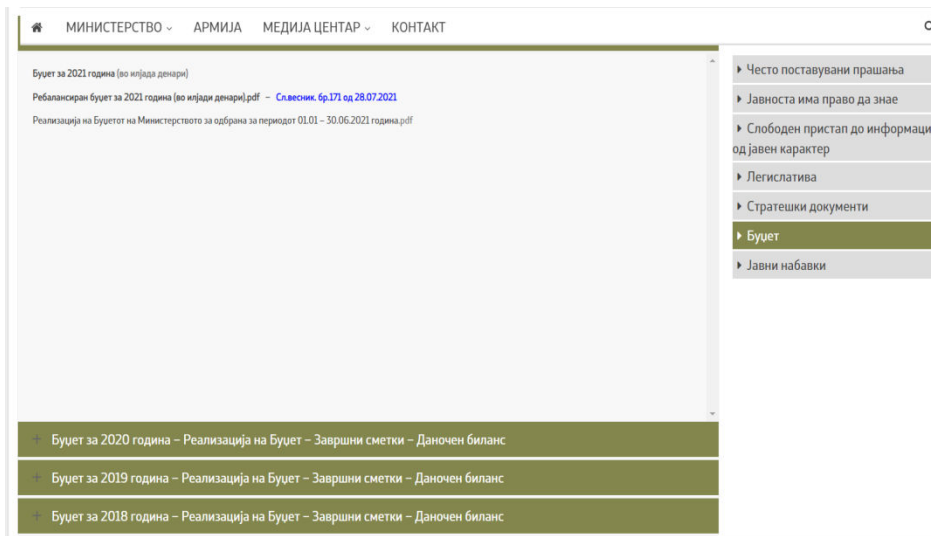 МИНИСТЕРСТВО АРМИЈА МЕДИЈА ЦЕНТАР КОНТАКТ
Буџет за 2021 година (во илјада денари)
Ребалансиран буџет за 2021 година (во илјади денари).pdf – Сл.весник. бр.171 од 28.07.2021
Реализација на Буџетот на Министерството за одбрана за периодот 01.01 – 30.06.2021 година.pdf
Буџет за 2020 година – Реализација на Буџет – Завршни сметки – Даночен биланс
Буџет за 2019 година – Реализација на Буџет – Завршни сметки – Даночен биланс
Буџет за 2018 година – Реализација на Буџет – Завршни сметки – Даночен биланс
Често поставувани прашања
Јавноста има право да знае
Слободен пристап до информаци
од јавен карактер
Легислатива
Стратешки документи
Буџет
Јавни набавки